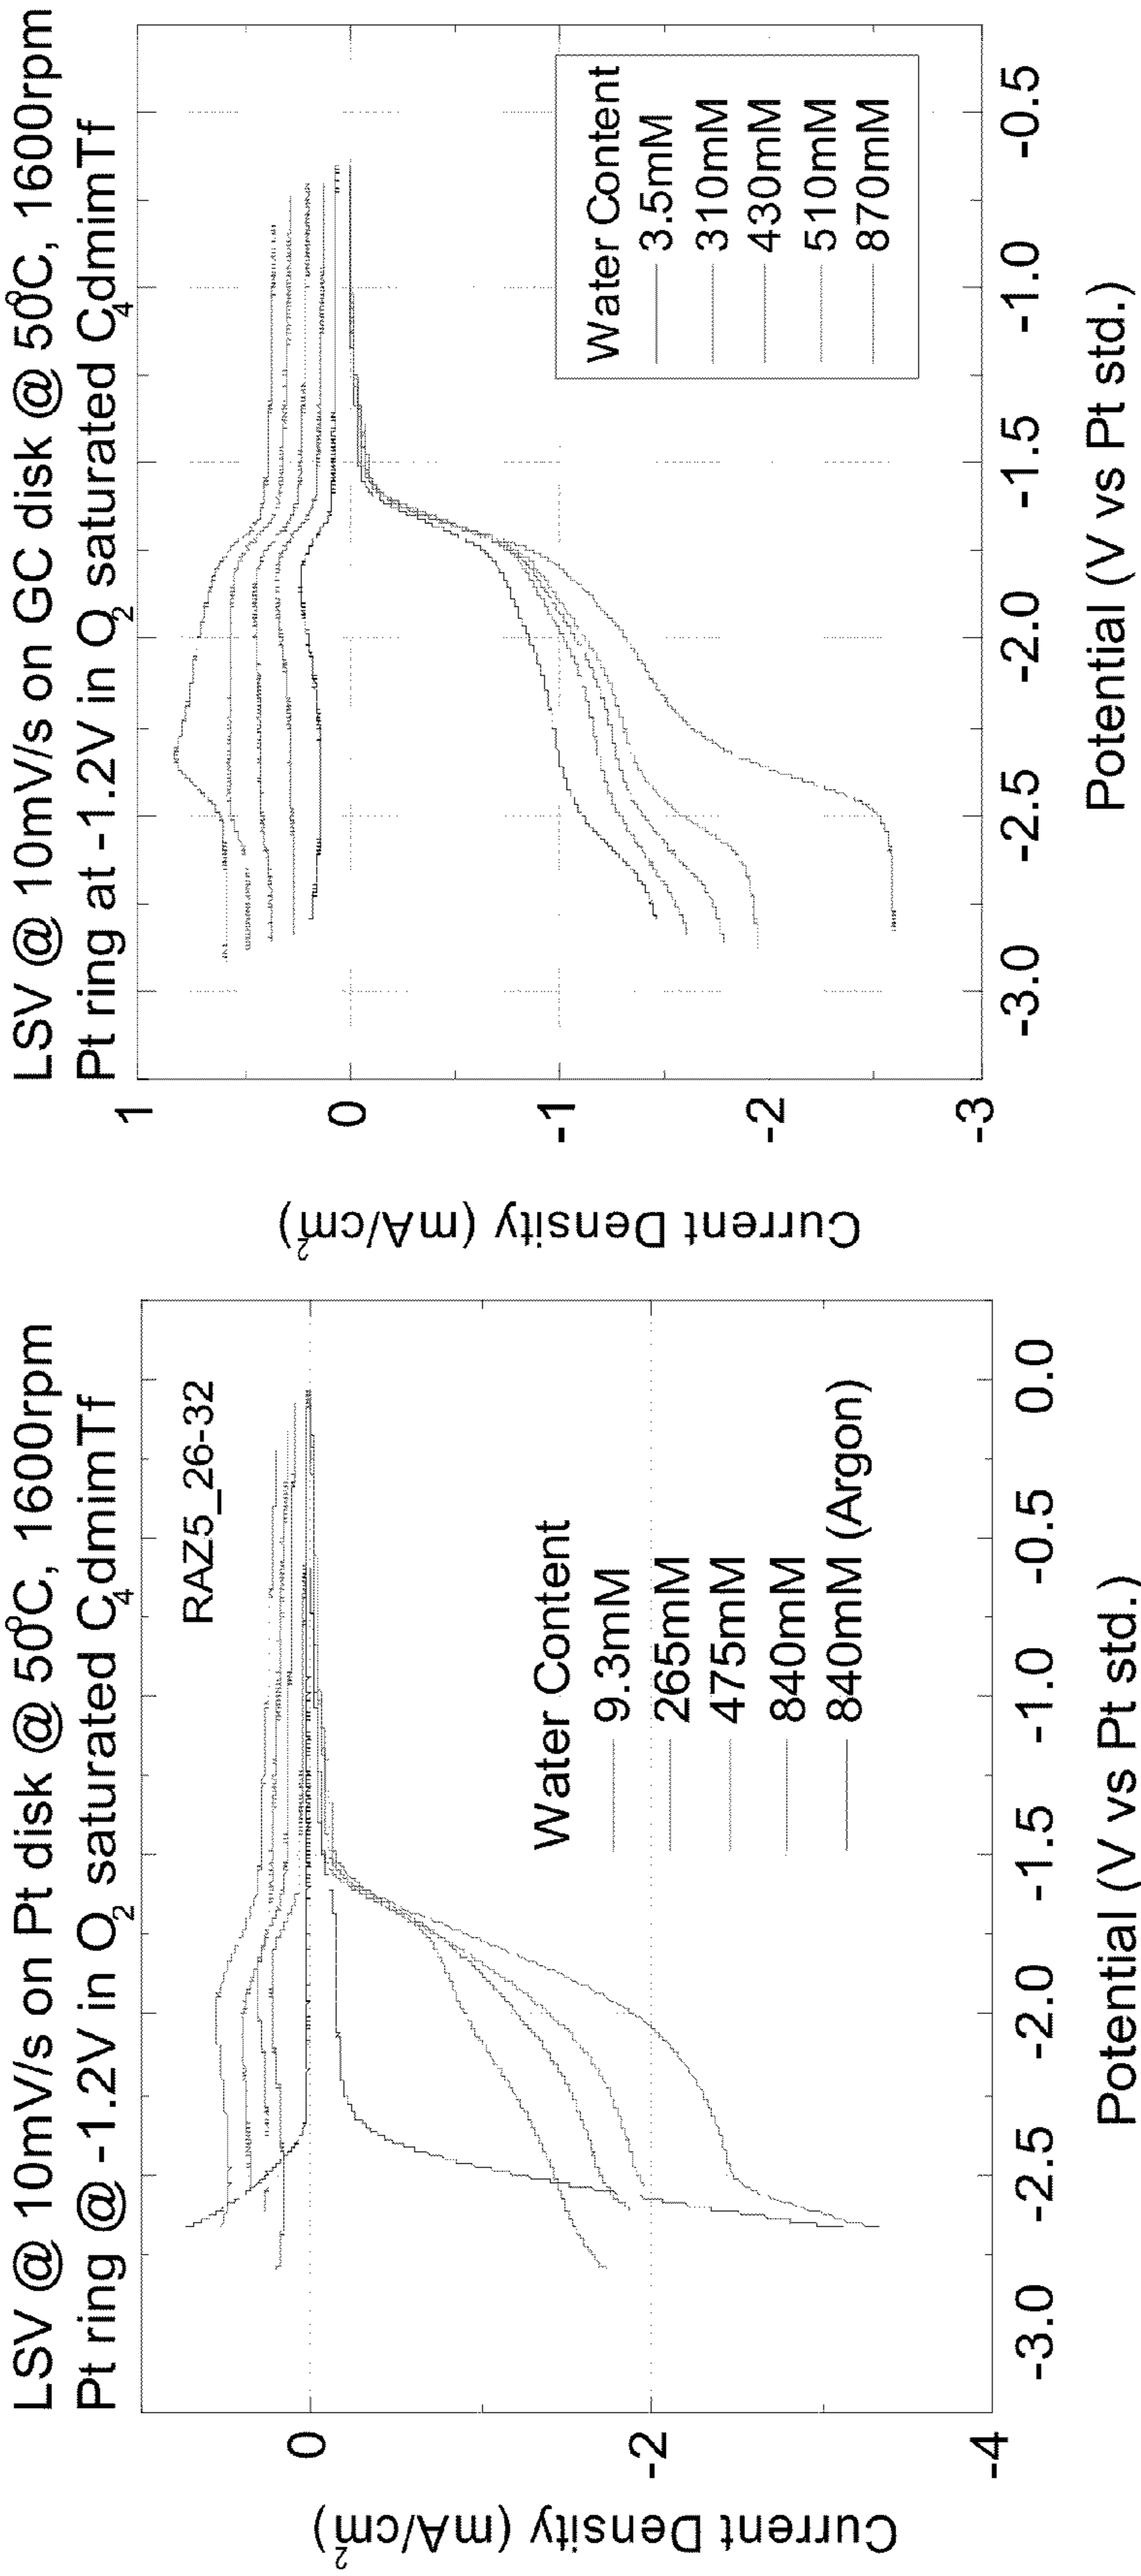 LSV @ 10mV/s on Pt disk @ 50°C, 1600rpm
Pt ring @ -1.2V in O₂ saturated C₄dmimTf
RAZ5_26-32
0
-2
-4
Current Density (mA/cm²)
Water Content
9.3mM
265mM
475mM
840mM
840mM (Argon)
-3.0
-2.5
-2.0
-1.5
-1.0
-0.5
0.0
Potential (V vs Pt std.)
LSV @ 10mV/s on GC disk @ 50°C, 1600rpm
Pt ring at -1.2V in O₂ saturated C₄dmimTf
1
0
-1
-2
-3
Current Density (mA/cm²)
Water Content
3.5mM
310mM
430mM
510mM
870mM
-3.0
-2.5
-2.0
-1.5
-1.0
-0.5
Potential (V vs Pt std.)